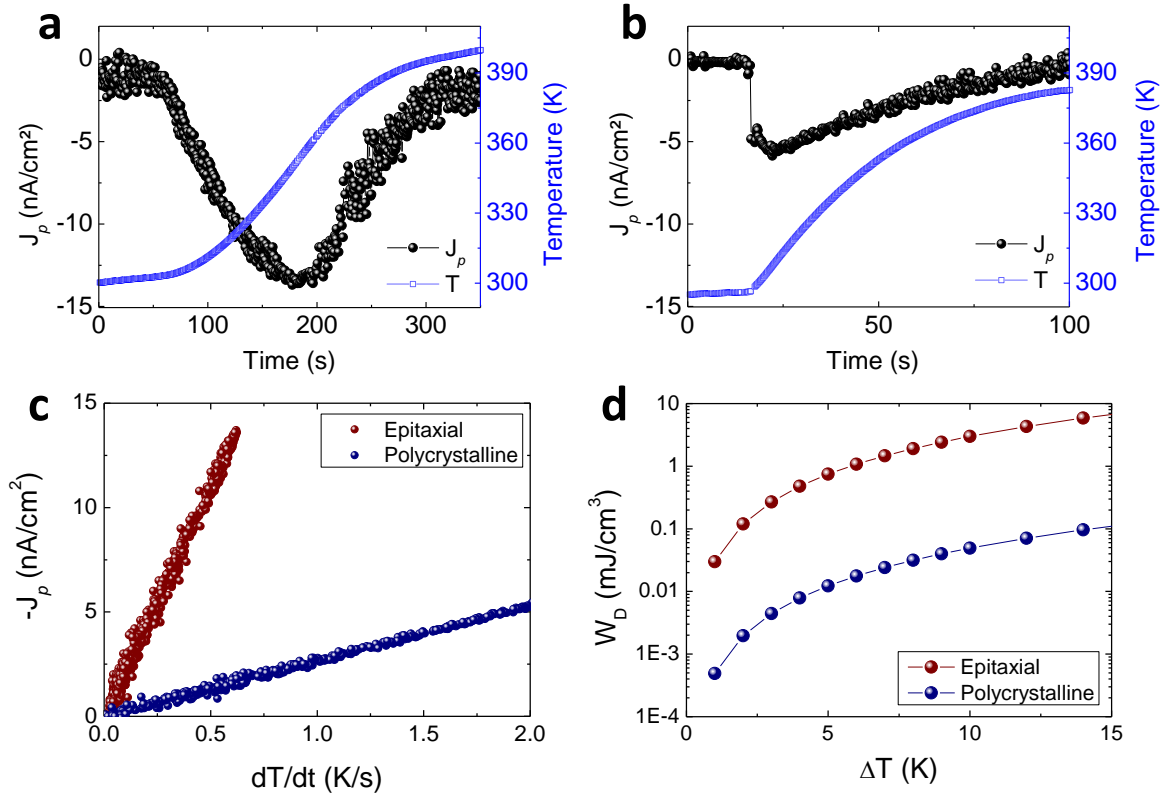 a
0
-5
-10
-15
J_p (nA/cm²)
0
100
200
300
Time (s)
390
360
330
300
Temperature (K)
J_p
T
b
0
-5
-10
-15
J_p (nA/cm²)
0
50
100
Time (s)
390
360
330
300
Temperature (K)
J_p
T
c
15
10
5
0
-J_p (nA/cm²)
0.0
0.5
1.0
1.5
2.0
dT/dt (K/s)
Epitaxial
Polycrystalline
d
10
1
0.1
0.01
1E-3
1E-4
W_D (mJ/cm³)
0
5
10
15
ΔT (K)
Epitaxial
Polycrystalline